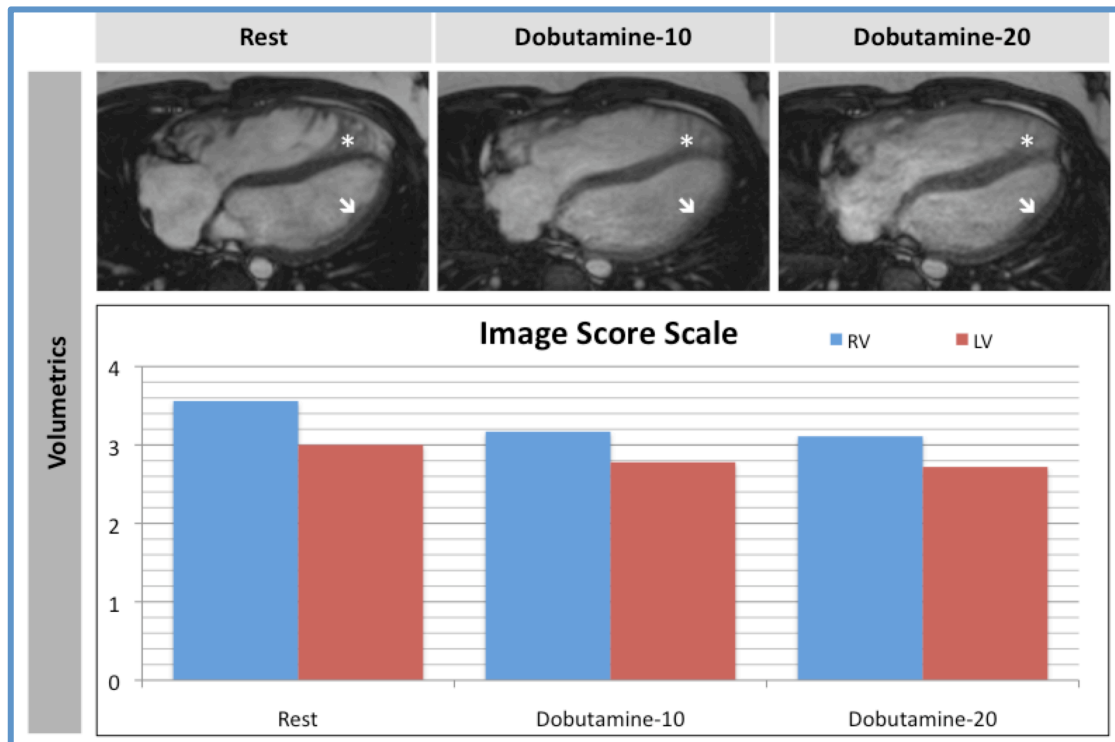 Rest Dobutamine-10 Dobutamine-20
Volumetrics
* * *
Image Score Scale
RV LV
4
3
2
1
0
Rest Dobutamine-10 Dobutamine-20